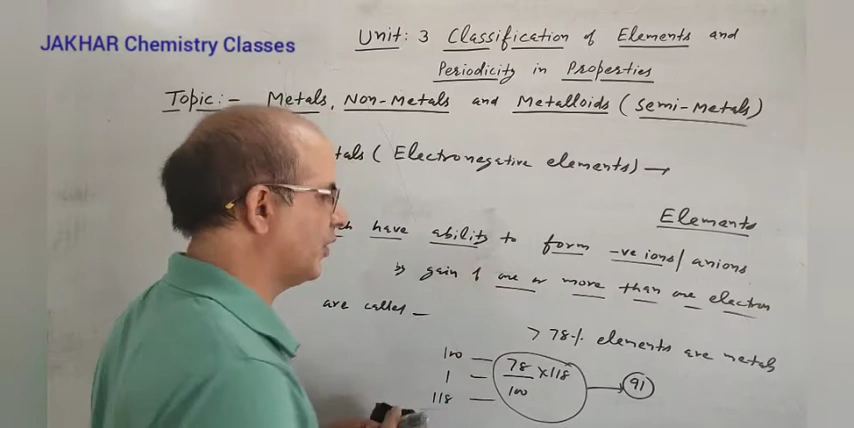 JAKHAR Chemistry Classes
Unit: 3 Classification of Elements and
Periodicity in Properties
Topic:- Metals, Non-Metals and Metalloids (Semi-Metals)
tals (Electronegative elements) →
Elements
ch have ability to form -ve ions/anions
by gain of one or more than one electron
are called _
> 78% elements are metals
100 — 78 ×118 → 91
1 — 100
118 —